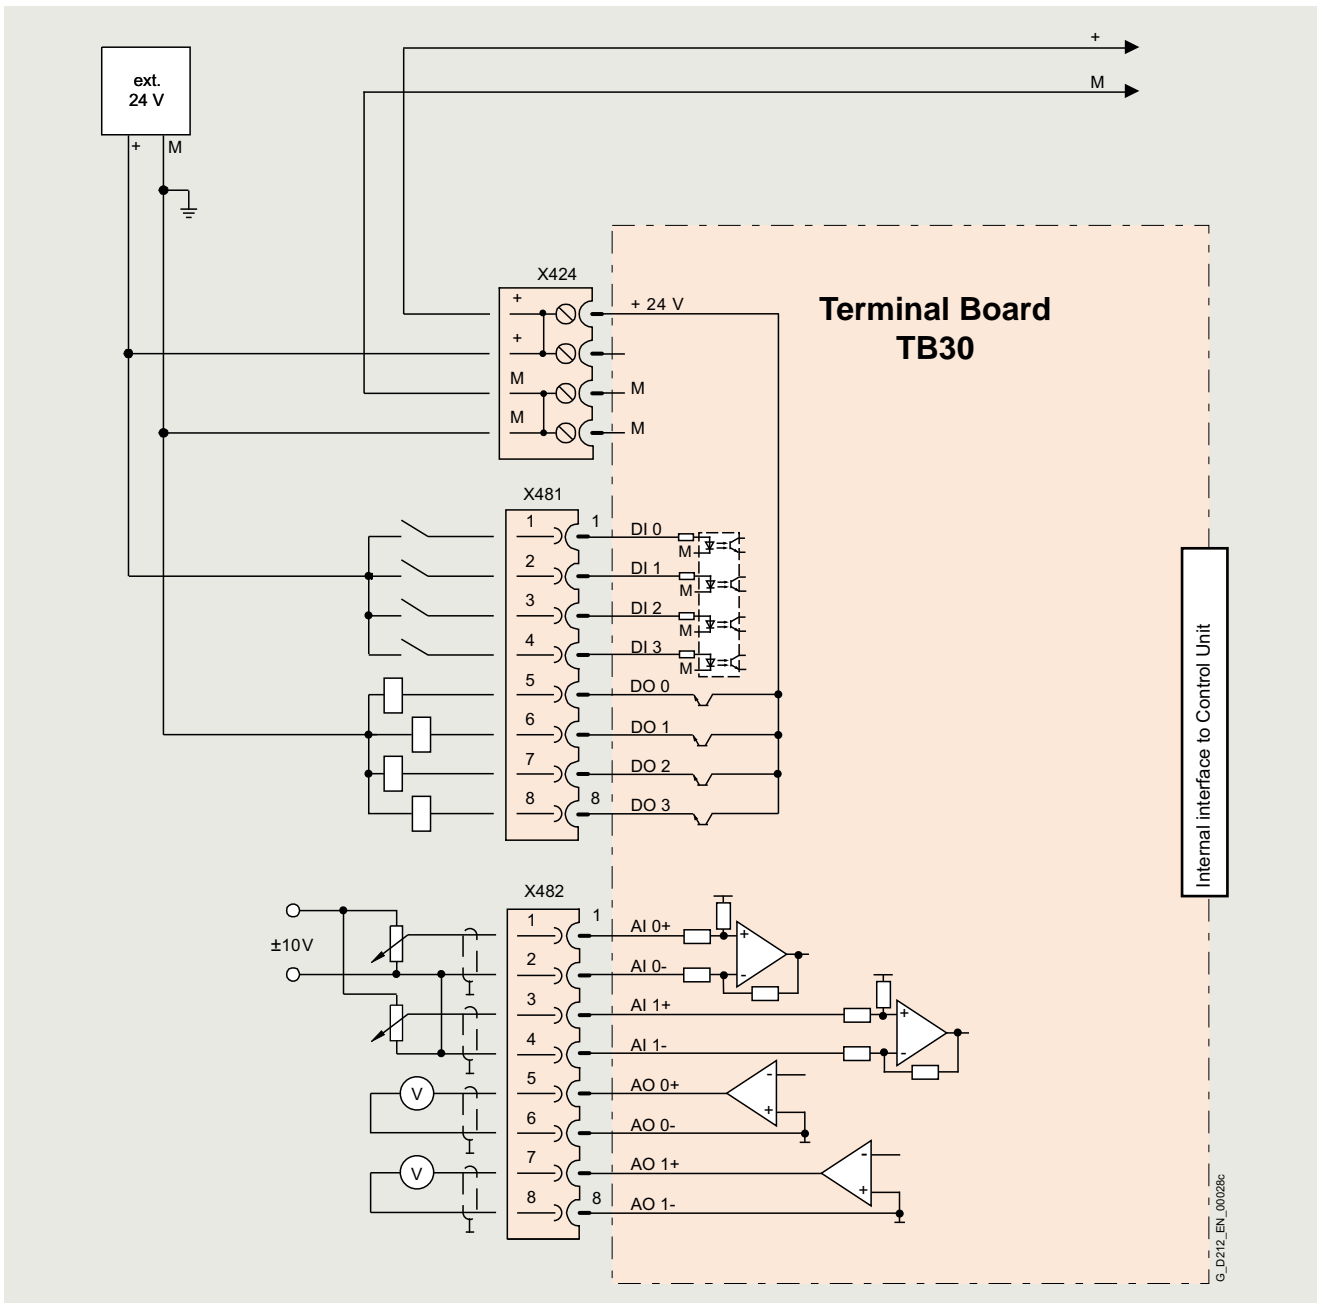 +
M
ext.
24 V
+ M
X424
+ + 24 V
+
M M
M M
Terminal Board
TB30
X481
1 1 DI 0
M
2 DI 1
M
3 DI 2
M
4 DI 3
M
5 DO 0
6 DO 1
7 DO 2
8 8 DO 3
Internal interface to Control Unit
X482
±10V
1 1 AI 0+ +
2 AI 0- -
3 AI 1+ +
4 AI 1- -
V 5 AO 0+ -
6 AO 0- +
V 7 AO 1+ -
8 8 AO 1- +
G_D212_EN_00028c